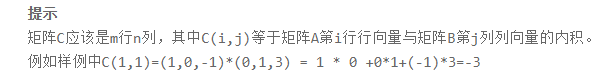 提示
矩阵C应该是m行n列，其中C(i,j)等于矩阵A第i行行向量与矩阵B第j列列向量的内积。
例如样例中C(1,1)=(1,0,-1)*(0,1,3) = 1 * 0 +0*1+(-1)*3=-3